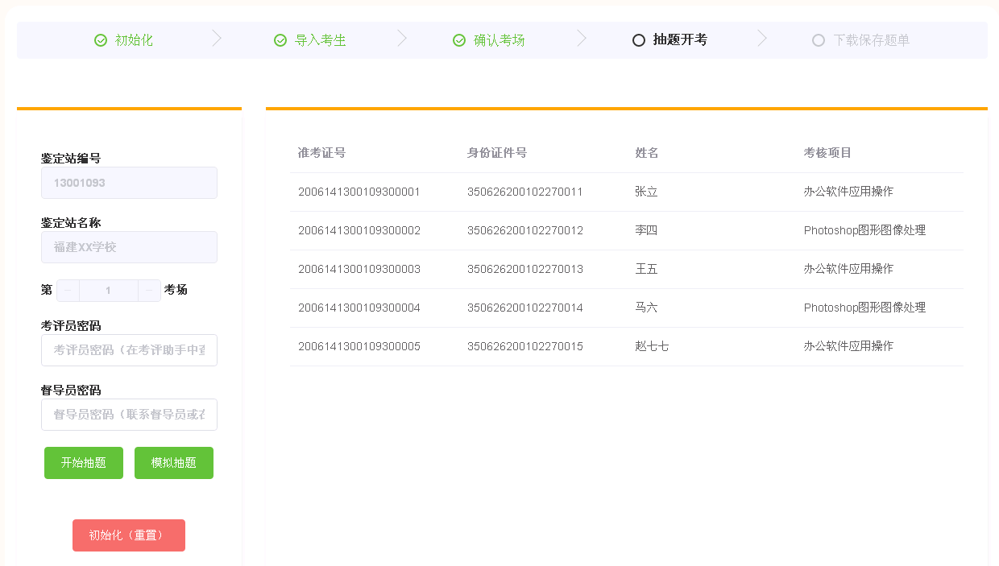 初始化 导入考生 确认考场 抽题开考 下载保存题单
鉴定站编号
13001093
鉴定站名称
福建XX学校
第 1 考场
考评员密码
考评员密码（在考评助手中查
督导员密码
督导员密码（联系督导员或在
开始抽题 模拟抽题
初始化（重置）
准考证号 身份证件号 姓名 考核项目
2006141300109300001 350626200102270011 张立 办公软件应用操作
2006141300109300002 350626200102270012 李四 Photoshop图形图像处理
2006141300109300003 350626200102270013 王五 办公软件应用操作
2006141300109300004 350626200102270014 马六 Photoshop图形图像处理
2006141300109300005 350626200102270015 赵七七 办公软件应用操作